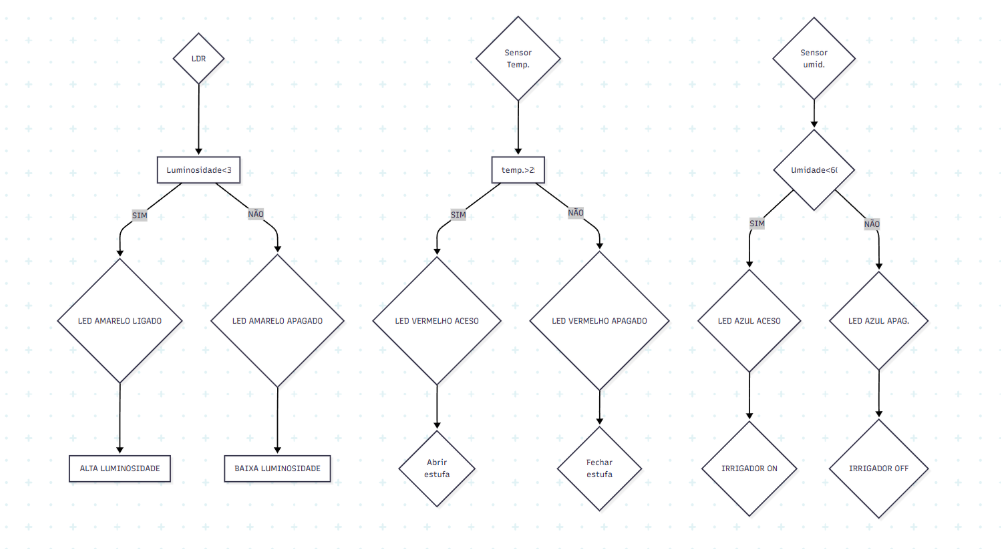 LDR
Sensor
Temp.
Sensor
umid.
Luminosidade<3
temp.>2
Umidade<6
SIM
NÃO
SIM
NÃO
SIM
NÃO
LED AMARELO LIGADO
LED AMARELO APAGADO
LED VERMELHO ACESO
LED VERMELHO APAGADO
LED AZUL ACESO
LED AZUL APAG.
ALTA LUMINOSIDADE
BAIXA LUMINOSIDADE
Abrir
estufa
Fechar
estufa
IRRIGADOR ON
IRRIGADOR OFF